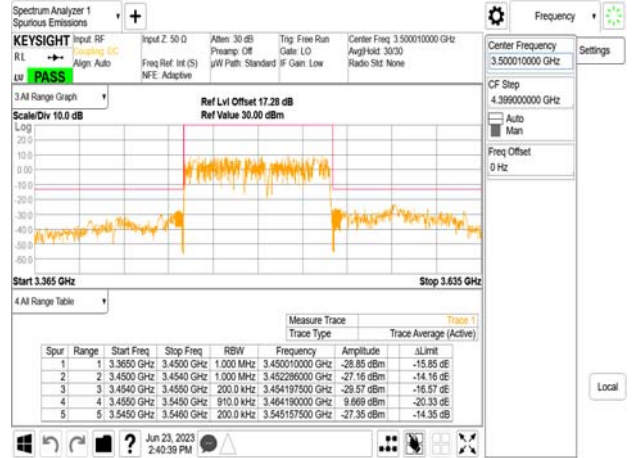 Spectrum Analyzer 1
Spurious Emissions
Frequency
KEYSIGHT Input: RF Input Z: 50 Ω Atten: 30 dB Trig: Free Run Center Freq: 3.500010000 GHz
RL Coupling: DC Preamp: Off Gate: LO Avg|Hold: 30/30
Align: Auto Freq Ref: Int (S) µW Path: Standard IF Gain: Low Radio Std: None
NFE: Adaptive
PASS
Center Frequency
3.500010000 GHz
Settings
CF Step
4.399000000 GHz
Auto
Man
Freq Offset
0 Hz
3 All Range Graph
Ref Lvl Offset 17.28 dB
Scale/Div 10.0 dB Ref Value 30.00 dBm
Log
20.0
10.0
0.00
-10.0
-20.0
-30.0
-40.0
-50.0
-60.0
Start 3.365 GHz Stop 3.635 GHz
4 All Range Table
Measure Trace Trace 1
Trace Type Trace Average (Active)
Spur Range Start Freq Stop Freq RBW Frequency Amplitude ΔLimit
1 1 3.3650 GHz 3.4500 GHz 1.000 MHz 3.450010000 GHz -28.85 dBm -15.85 dE
2 2 3.4500 GHz 3.4540 GHz 1.000 MHz 3.452286000 GHz -27.16 dBm -14.16 dE
3 3 3.4540 GHz 3.4550 GHz 200.0 kHz 3.454197500 GHz -29.57 dBm -16.57 dE
4 4 3.4550 GHz 3.5450 GHz 910.0 kHz 3.464190000 GHz 9.669 dBm -20.33 dE
5 5 3.5450 GHz 3.5460 GHz 200.0 kHz 3.545157500 GHz -27.35 dBm -14.35 dB
Local
? Jun 23, 2023
2:40:39 PM